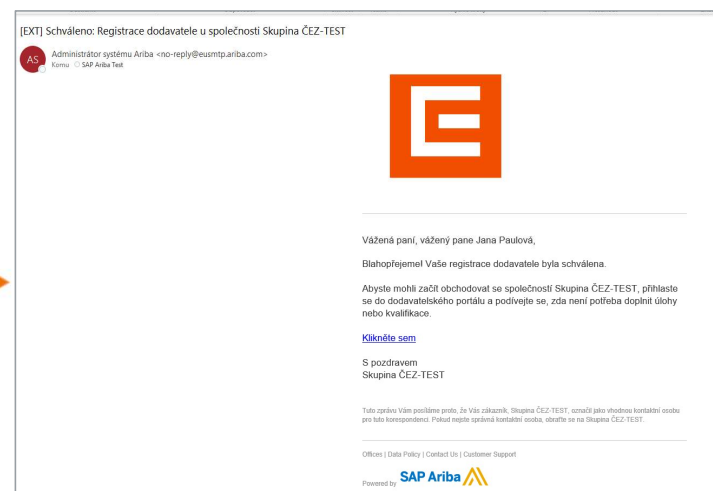 [EXT] Schváleno: Registrace dodavatele u společnosti Skupina ČEZ-TEST
AS
Administrátor systému Ariba <no-reply@eusmtp.ariba.com>
Komu SAP Ariba Test
Vážená paní, vážený pane Jana Paulová,
Blahopřejeme! Vaše registrace dodavatele byla schválena.
Abyste mohli začít obchodovat se společností Skupina ČEZ-TEST, přihlaste
se do dodavatelského portálu a podívejte se, zda není potřeba doplnit úlohy
nebo kvalifikace.
Klikněte sem
S pozdravem
Skupina ČEZ-TEST
Tuto zprávu Vám posíláme proto, že Vás zákazník, Skupina ČEZ-TEST, označil jako vhodnou kontaktní osobu
pro tuto korespondenci. Pokud nejste správná kontaktní osoba, obraťte se na Skupina ČEZ-TEST.
Offices | Data Policy | Contact Us | Customer Support
Powered by SAP Ariba